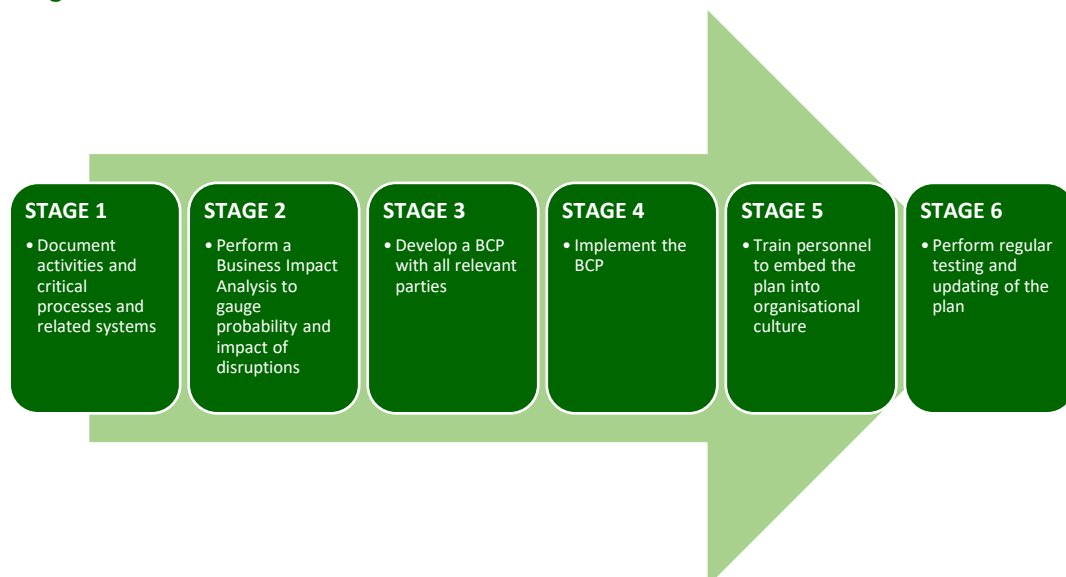 STAGE 1
• Document
activities and
critical
processes and
related systems
STAGE 2
• Perform a
Business Impact
Analysis to
gauge
probability and
impact of
disruptions
STAGE 3
• Develop a BCP
with all relevant
parties
STAGE 4
• Implement the
BCP
STAGE 5
• Train personnel
to embed the
plan into
organisational
culture
STAGE 6
• Perform regular
testing and
updating of the
plan